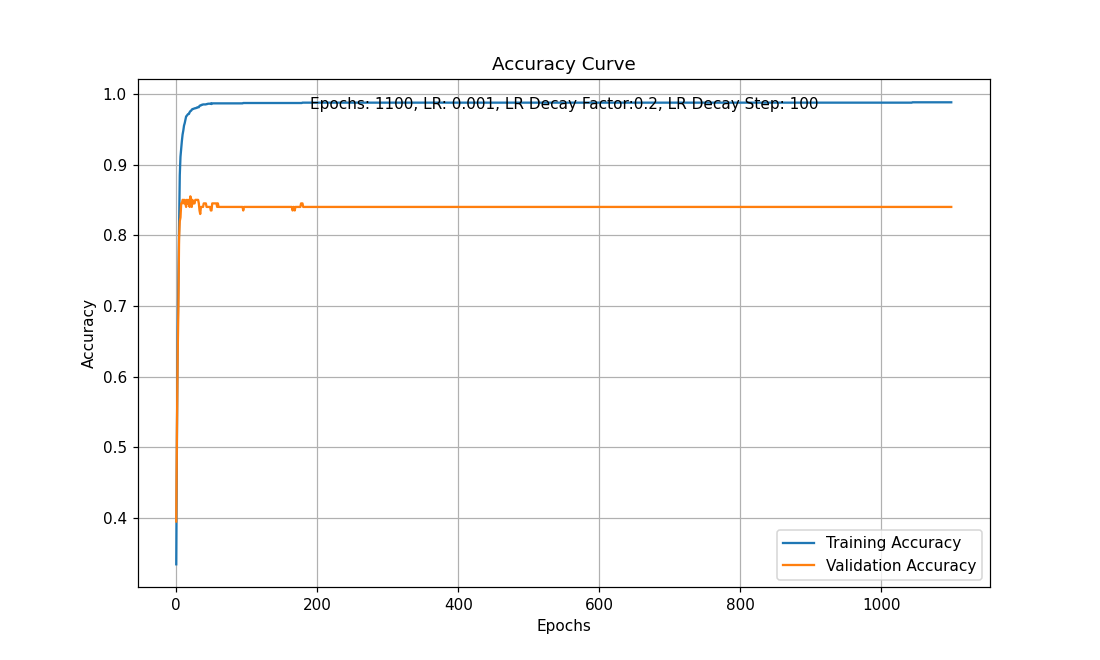 Accuracy Curve
Epochs: 1100, LR: 0.001, LR Decay Factor:0.2, LR Decay Step: 100
1.0
0.9
0.8
0.7
0.6
0.5
0.4
Accuracy
0 200 400 600 800 1000
Epochs
Training Accuracy
Validation Accuracy